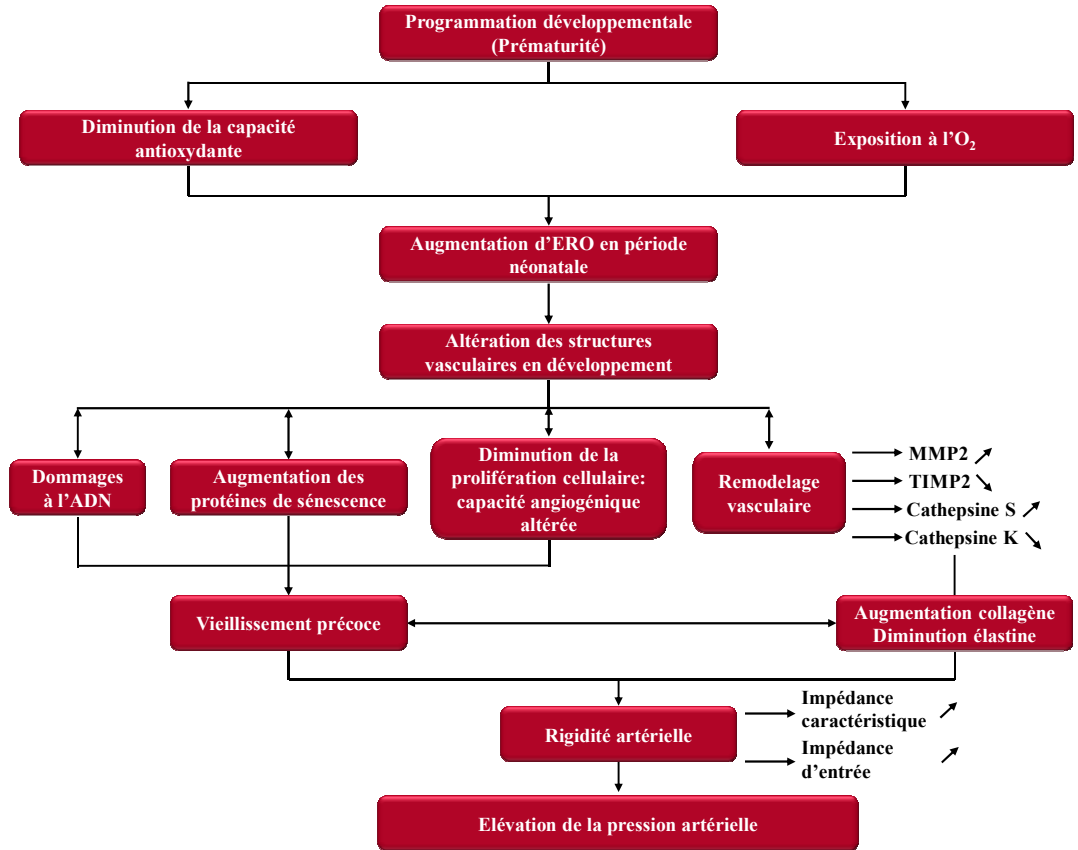 Programmation développementale
(Prématurité)
Diminution de la capacité
antioxydante
Exposition à l'O₂
Augmentation d'ERO en période
néonatale
Altération des structures
vasculaires en développement
Dommages
à l'ADN
Augmentation des
protéines de sénescence
Diminution de la
prolifération cellulaire:
capacité angiogénique
altérée
Remodelage
vasculaire
MMP2
TIMP2
Cathepsine S
Cathepsine K
Vieillissement précoce
Augmentation collagène
Diminution élastine
Rigidité artérielle
Impédance
caractéristique
Impédance
d'entrée
Elévation de la pression artérielle